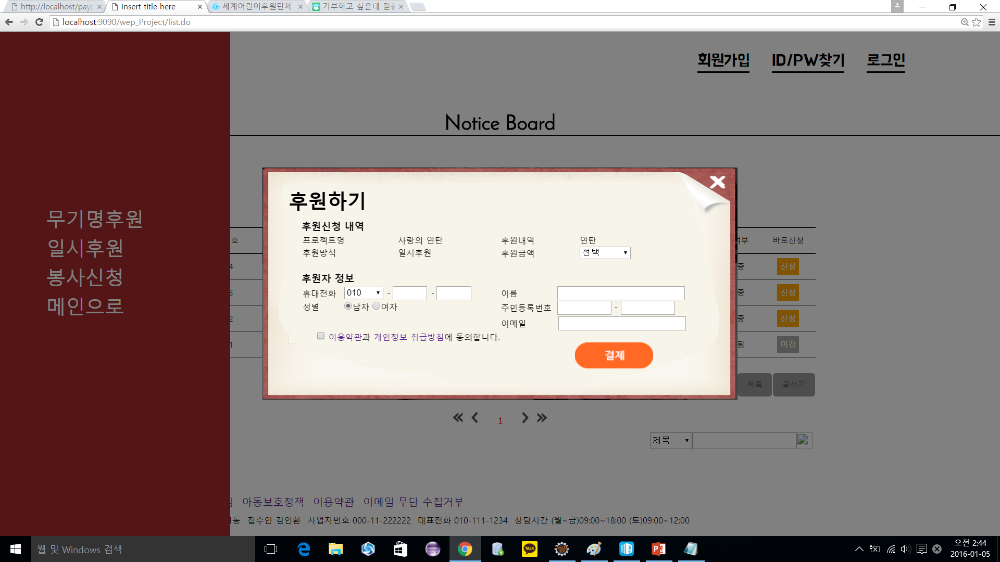 http://localhost/payp
Insert title here
세계어린이후원단체
기부하고 싶은데 믿을
localhost:9090/wep_Project/list.do
회원가입 ID/PW찾기 로그인
Notice Board
무기명후원
일시후원
봉사신청
메인으로
후원하기
후원신청 내역
프로젝트명 사랑의 연탄 후원내역 연탄
후원방식 일시후원 후원금액 선택
후원자 정보
휴대전화 010 - - 이름
성별 남자 여자 주민등록번호 -
이메일
이용약관과 개인정보 취급방침에 동의합니다.
결제
호 여부 바로신청
4 중 신청
3 중 신청
2 중 신청
1 됨 마감
목록 글쓰기
1
제목
아동보호정책 이용약관 이메일 무단 수집거부
동 집주인 김인환 사업자번호 000-11-222222 대표전화 010-111-1234 상담시간 (월~금)09:00~18:00 (토)09:00~12:00
웹 및 Windows 검색
TALK
오전 2:44
2016-01-05